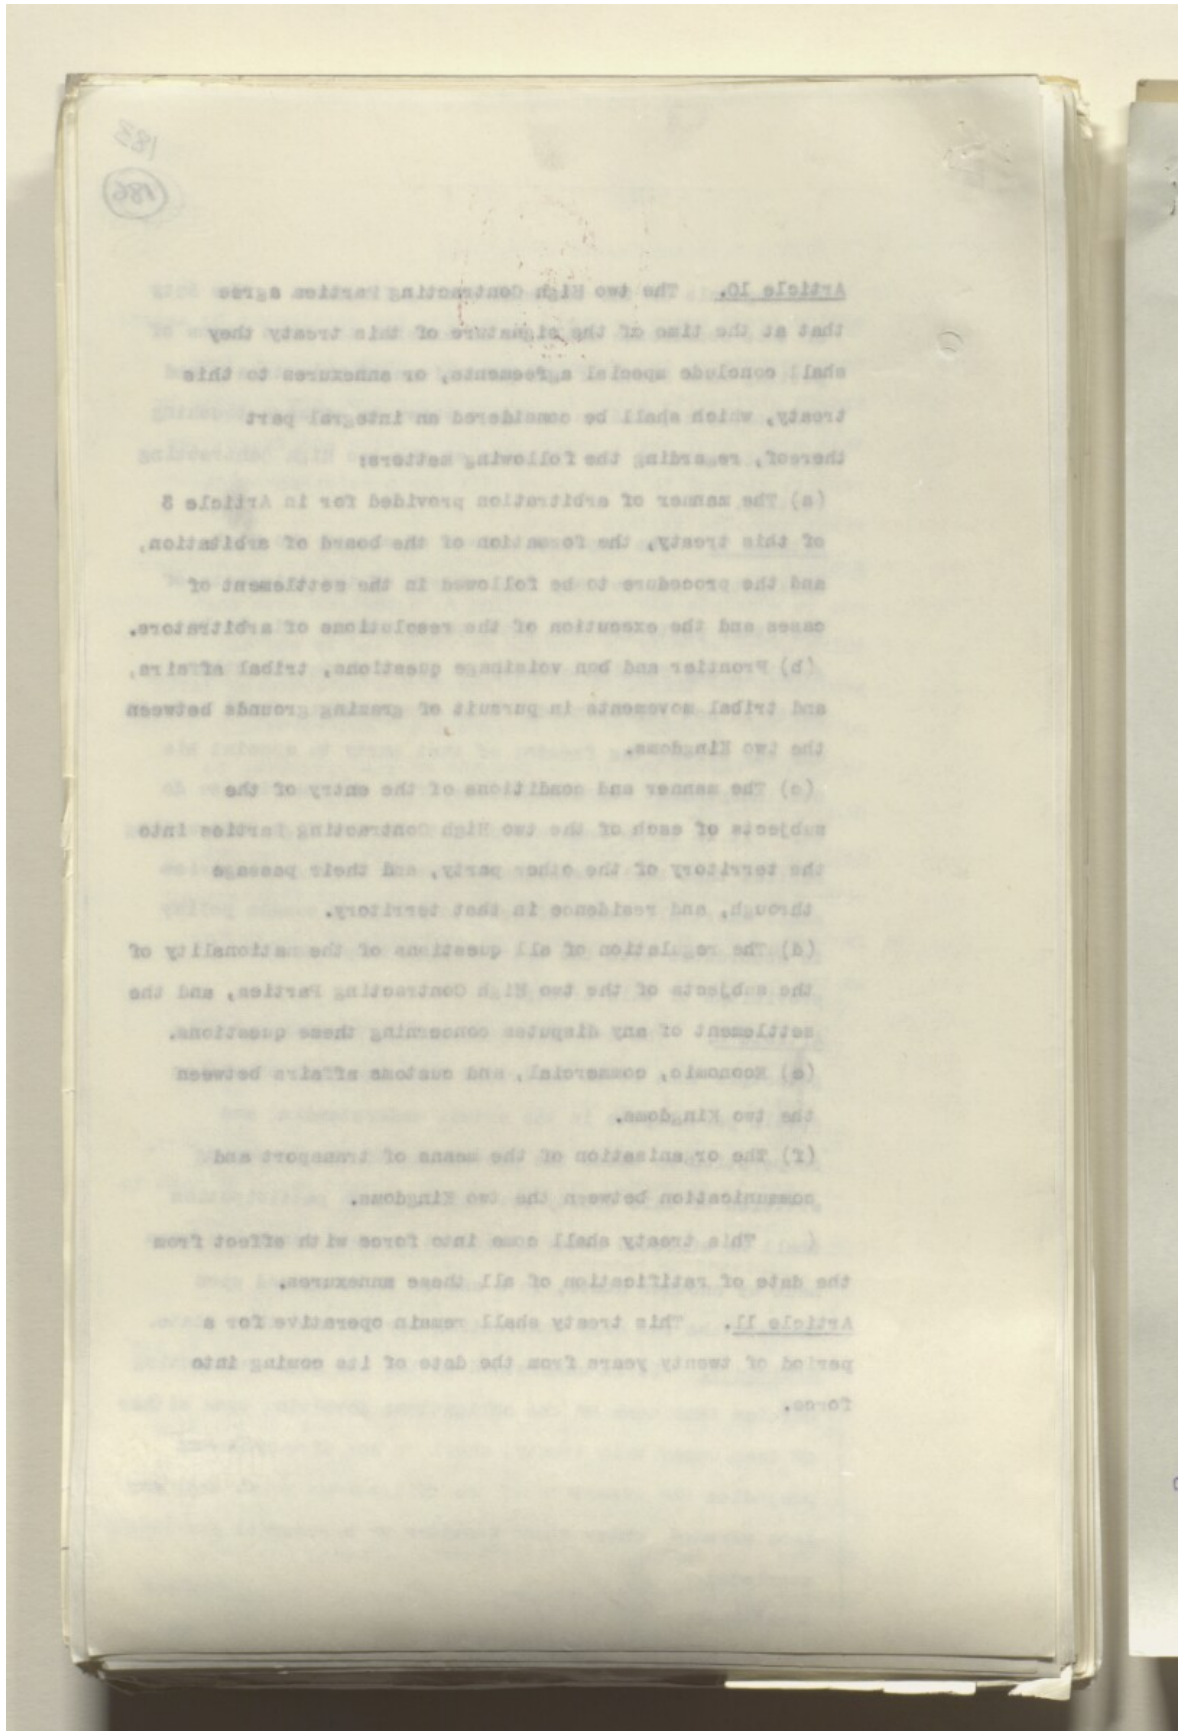 183
186
Article 10. The two High Contracting Parties agree
that at the time of the signature of this treaty they
shall conclude special agreements, or annexures to this
treaty, which shall be considered an integral part
thereof, regarding the following matters:
(a) The manner of arbitration provided for in Article 8
of this treaty, the formation of the board of arbitation,
and the procedure to be followed in the settlement of
cases and the execution of the resolutions of arbitrators.
(b) Frontier and bon voisinage questions, tribal affairs,
and tribal movements in pursuit of grazing grounds between
the two Kingdoms.
(c) The manner and conditions of the entry of the
subjects of each of the two High Contracting Parties into
the territory of the other party, and their passage
through, and residence in that territory.
(d) The regulation of all questions of the nationality of
the subjects of the two High Contracting Parties, and the
settlement of any disputes concerning these questions.
(e) Economic, commercial, and customs affairs between
the two Kingdoms.
(f) The organisation of the means of transport and
communication between the two Kingdoms.
( This treaty shall come into force with effect from
the date of ratification of all these annexures.
Article 11. This treaty shall remain operative for a
period of twenty years from the date of its coming into
force.